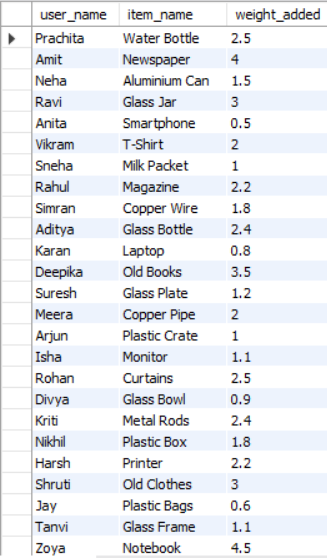 user_name item_name weight_added
Prachita Water Bottle 2.5
Amit Newspaper 4
Neha Aluminium Can 1.5
Ravi Glass Jar 3
Anita Smartphone 0.5
Vikram T-Shirt 2
Sneha Milk Packet 1
Rahul Magazine 2.2
Simran Copper Wire 1.8
Aditya Glass Bottle 2.4
Karan Laptop 0.8
Deepika Old Books 3.5
Suresh Glass Plate 1.2
Meera Copper Pipe 2
Arjun Plastic Crate 1
Isha Monitor 1.1
Rohan Curtains 2.5
Divya Glass Bowl 0.9
Kriti Metal Rods 2.4
Nikhil Plastic Box 1.8
Harsh Printer 2.2
Shruti Old Clothes 3
Jay Plastic Bags 0.6
Tanvi Glass Frame 1.1
Zoya Notebook 4.5